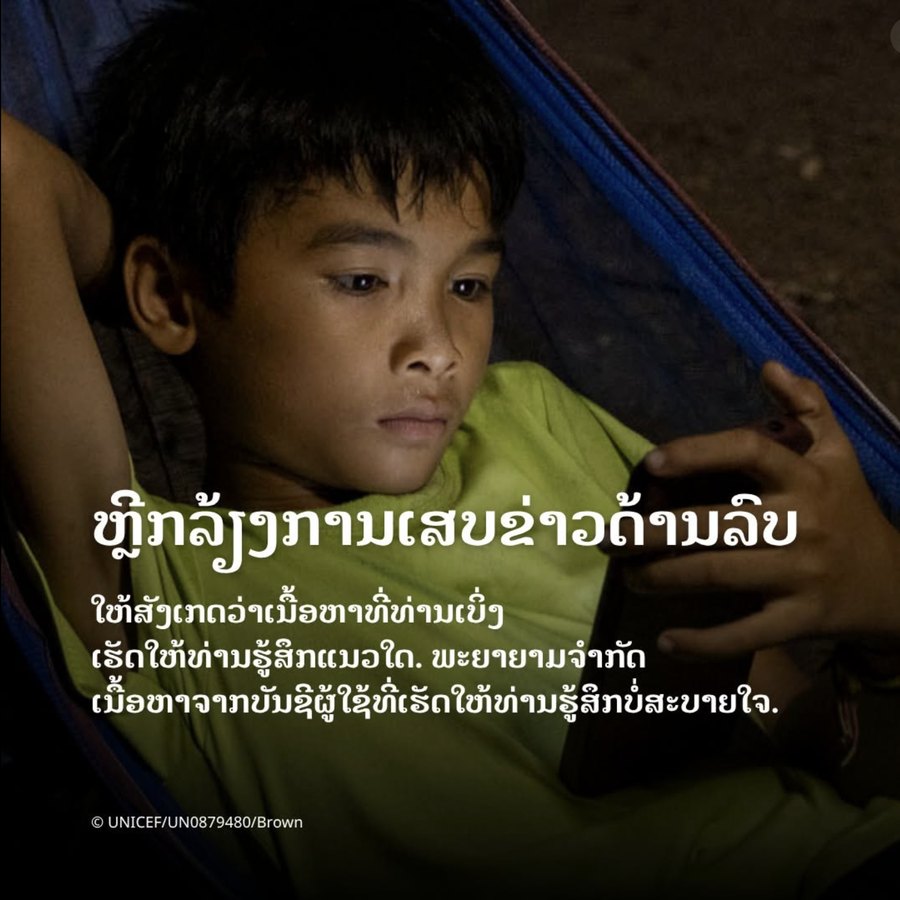 ຫຼີກລ້ຽງການເສບຂ່າວດ້ານລົບ
ໃຫ້ສັງເກດວ່າເນື້ອຫາທີ່ທ່ານເບິ່ງ
ເຮັດໃຫ້ທ່ານຮູ້ສຶກແນວໃດ. ພະຍາຍາມຈຳກັດ
ເນື້ອຫາຈາກບັນຊີຜູ້ໃຊ້ທີ່ເຮັດໃຫ້ທ່ານຮູ້ສຶກບໍ່ສະບາຍໃຈ.
© UNICEF/UN0879480/Brown